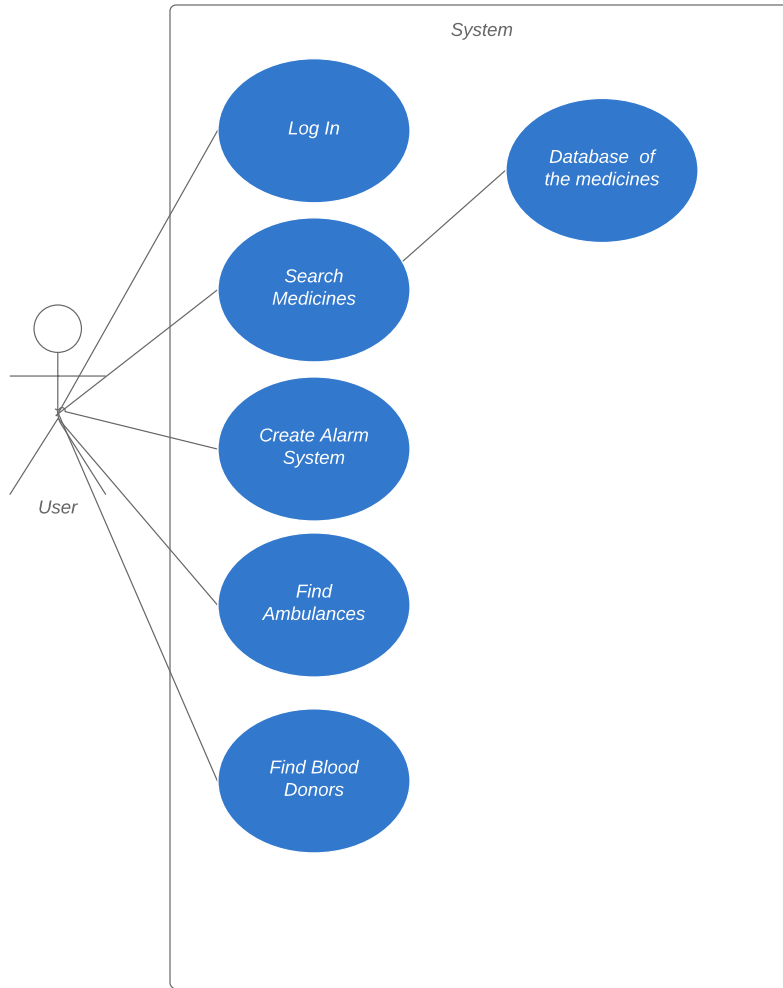 System
Log In
Database  of
the medicines
Search
Medicines
Create Alarm
System
User
Find
Ambulances
Find Blood
Donors